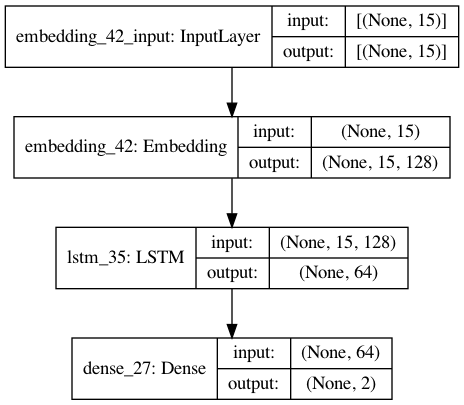 embedding_42_input: InputLayer
input:
[(None, 15)]
output:
[(None, 15)]
embedding_42: Embedding
input:
(None, 15)
output:
(None, 15, 128)
lstm_35: LSTM
input:
(None, 15, 128)
output:
(None, 64)
dense_27: Dense
input:
(None, 64)
output:
(None, 2)